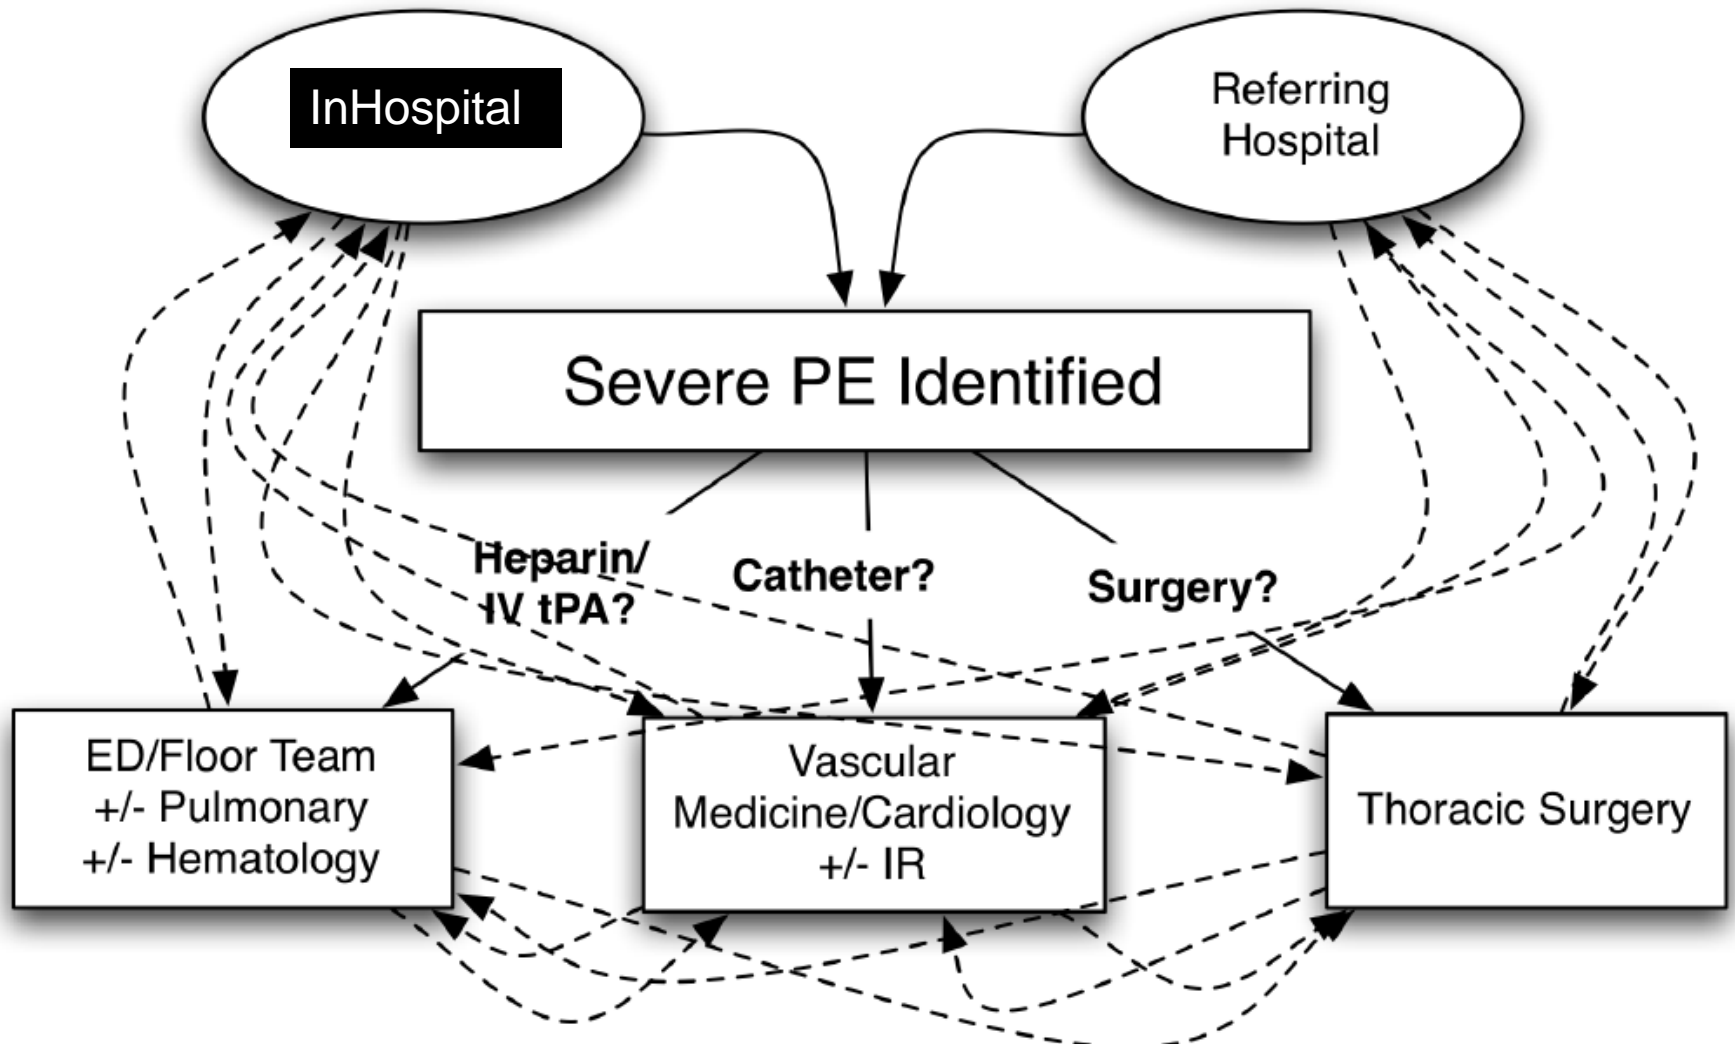 InHospital
Referring
Hospital
Severe PE Identified
Heparin/
IV tPA?
Catheter?
Surgery?
ED/Floor Team
+/- Pulmonary
+/- Hematology
Vascular
Medicine/Cardiology
+/- IR
Thoracic Surgery